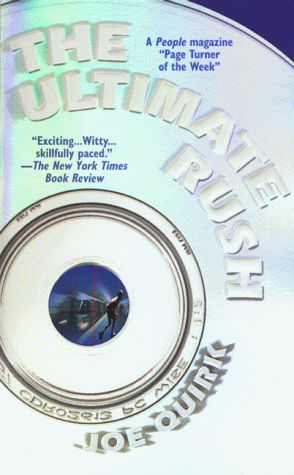 THE
ULTIMATE
RUSH
A People magazine
"Page Turner
of the Week"
"Exciting...Witty...
skillfully paced."
—The New York Times
Book Review
JOE QUIRK